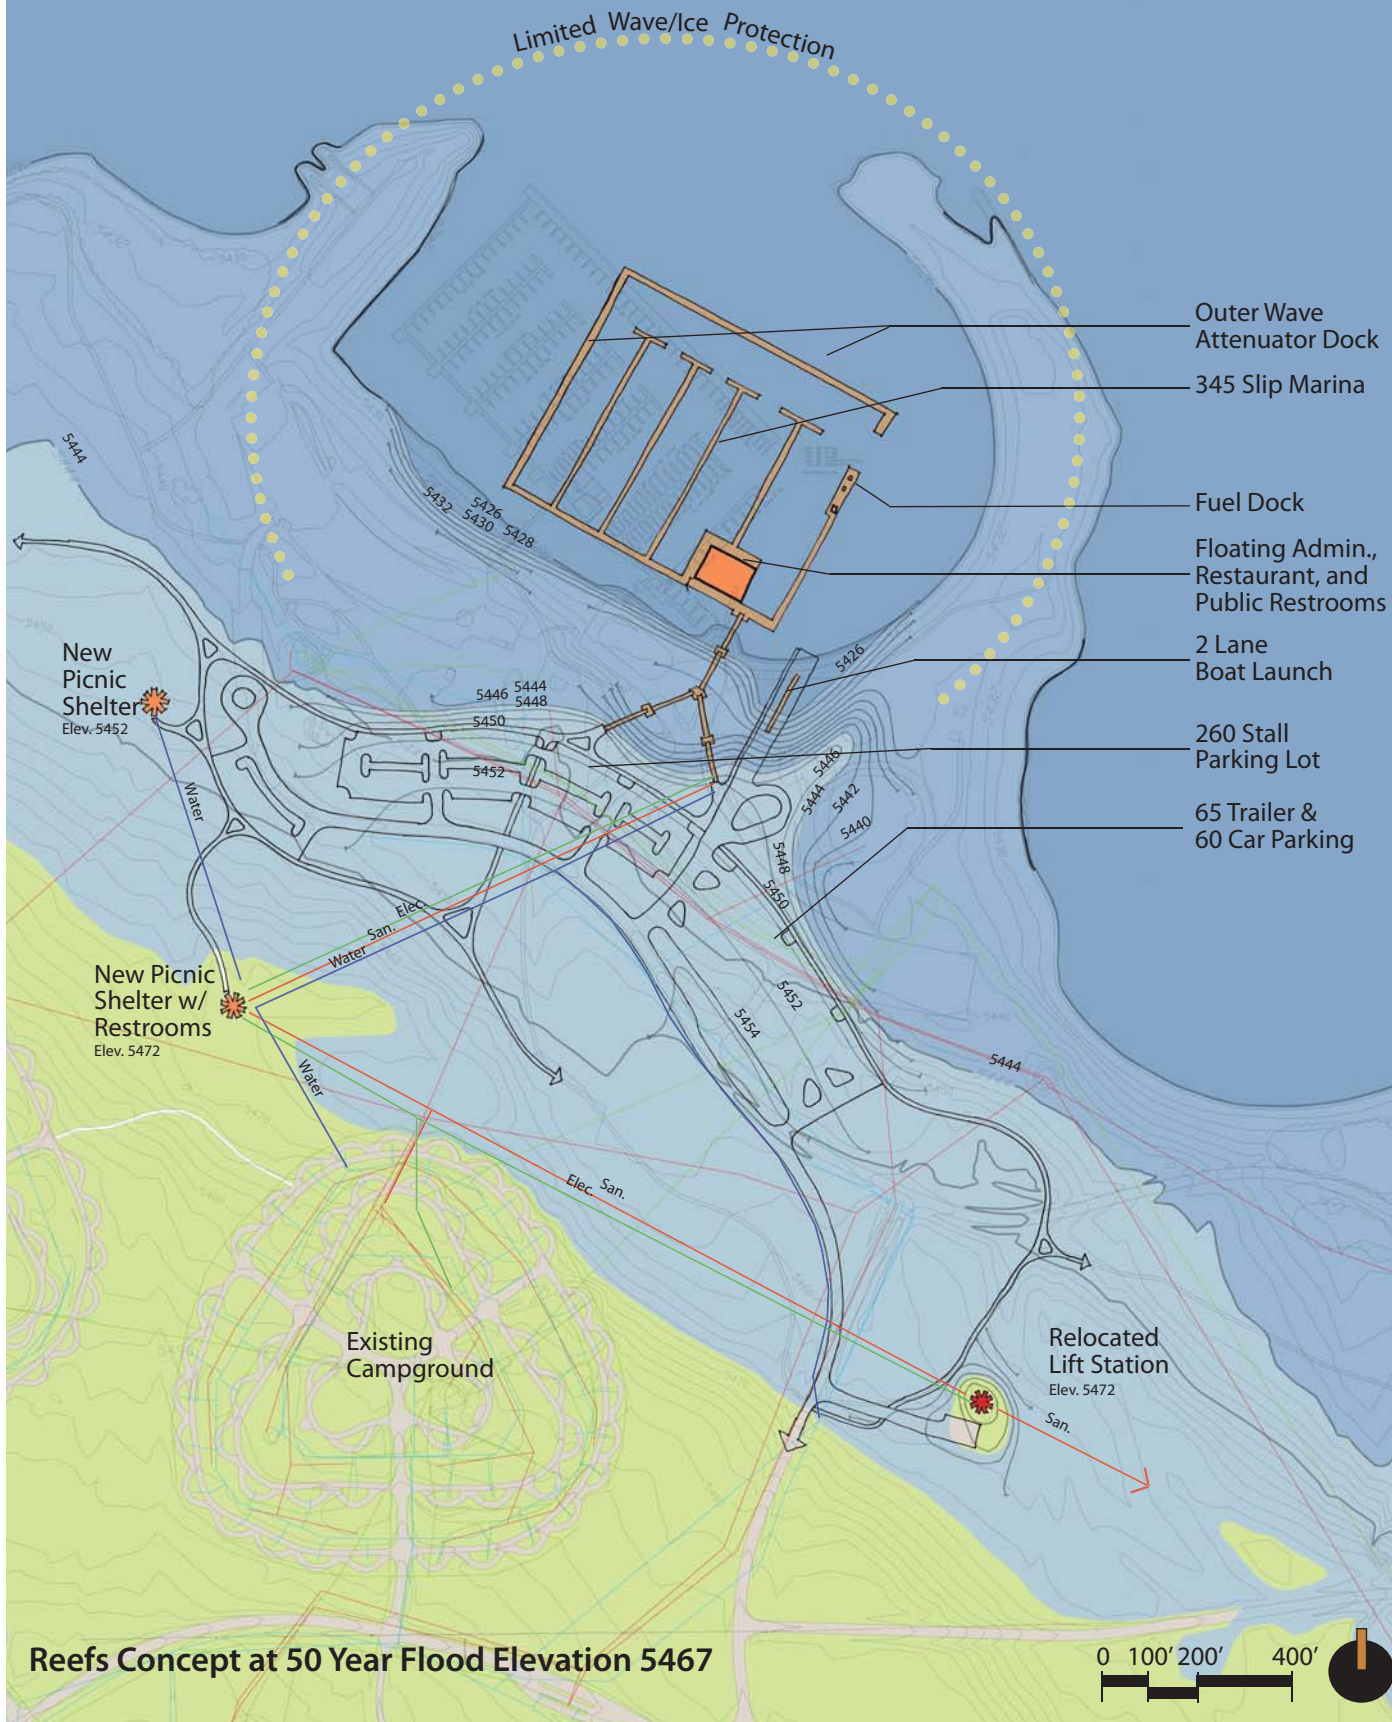 Limited Wave/Ice Protection
Outer Wave
Attenuator Dock
345 Slip Marina
Fuel Dock
Floating Admin.,
Restaurant, and
Public Restrooms
2 Lane
Boat Launch
260 Stall
Parking Lot
65 Trailer &
60 Car Parking
5444
5432
5426
5430
5428
5426
New
Picnic
Shelter
Elev. 5452
5446
5444
5448
5450
5452
5446
5444
5442
5440
5448
5450
Water
Elec.
San.
Water
5452
5454
5444
New Picnic
Shelter w/
Restrooms
Elev. 5472
Water
Elec. San.
Existing
Campground
Relocated
Lift Station
Elev. 5472
San.
Reefs Concept at 50 Year Flood Elevation 5467
0 100' 200' 400'